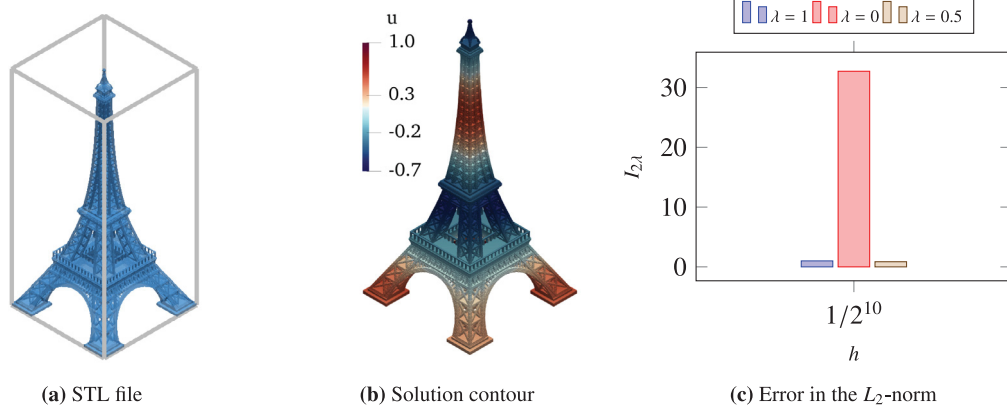 u
1.0
0.3
-0.2
-0.7
λ = 1 λ = 0 λ = 0.5
30
20
10
0
I2λ
1/2^10
h
(a) STL file
(b) Solution contour
(c) Error in the L2-norm